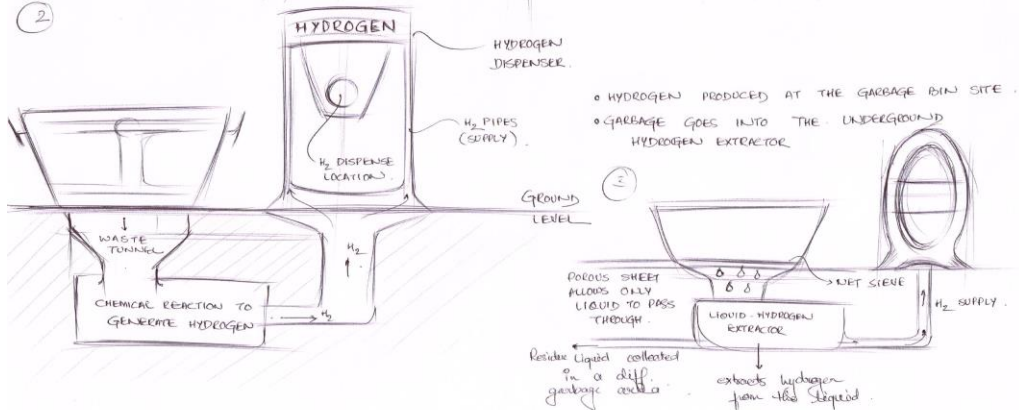 2
HYDROGEN
HYDROGEN
DISPENSER.
H2 PIPES
(SUPPLY).
H2 DISPENSE
LOCATION.
GROUND
LEVEL
WASTE
TUNNEL
H2
CHEMICAL REACTION TO
GENERATE HYDROGEN
H2
• HYDROGEN PRODUCED AT THE GARBAGE BIN SITE.
• GARBAGE GOES INTO THE UNDERGROUND
HYDROGEN EXTRACTOR
3
POROUS SHEET
ALLOWS ONLY
LIQUID TO PASS
THROUGH.
NET SIEVE
LIQUID-HYDROGEN
EXTRACTOR
H2 SUPPLY.
Residue Liquid collected
in a diff.
garbage area
extracts hydrogen
from this liquid.